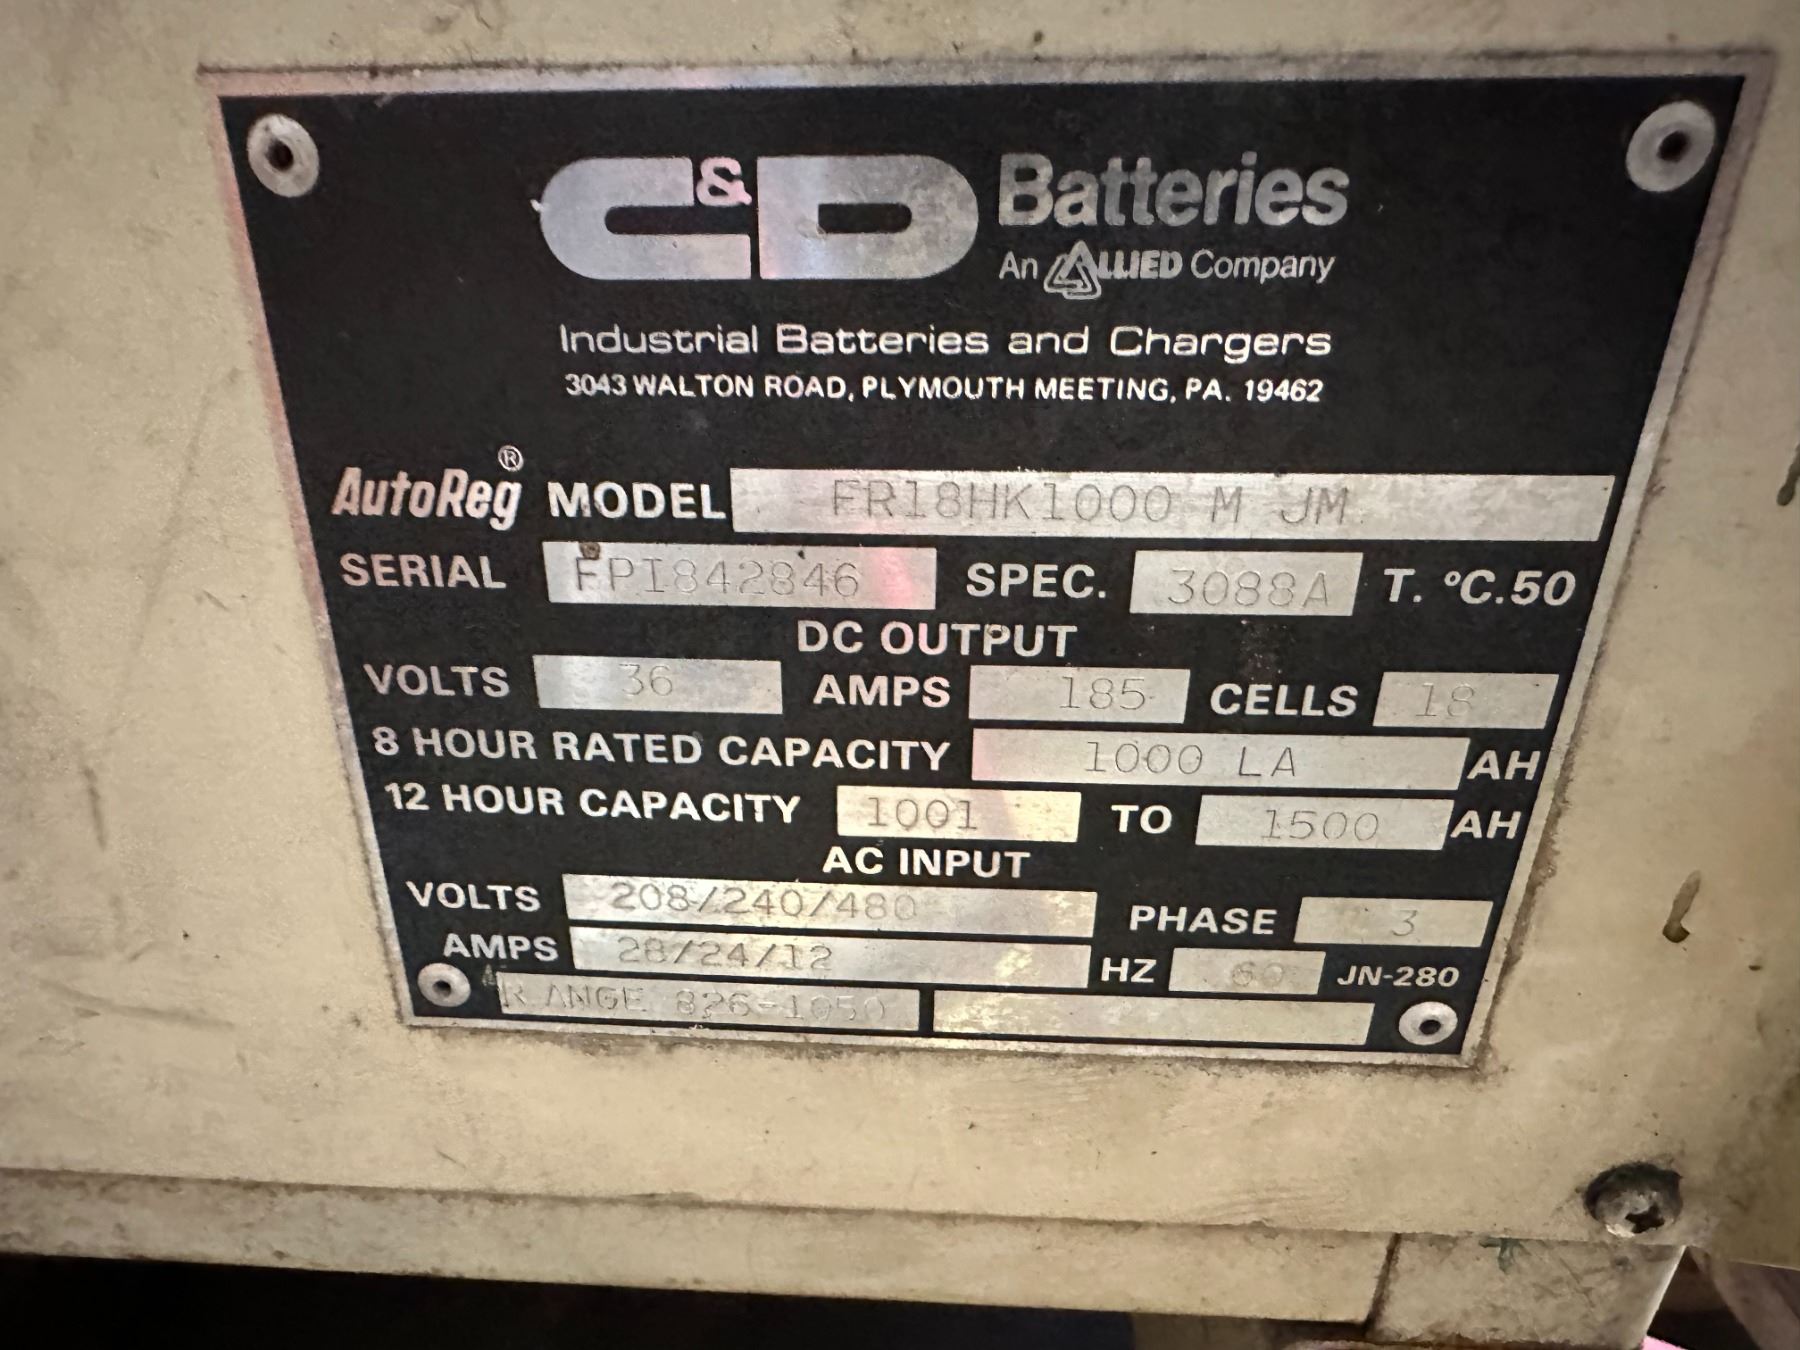 C&D Batteries
An ALLIED Company
Industrial Batteries and Chargers
3043 WALTON ROAD, PLYMOUTH MEETING, PA. 19462
AutoReg® MODEL FR18HK1000 M JM
SERIAL FPI842846 SPEC. 3088A T. °C.50
DC OUTPUT
VOLTS 36 AMPS 185 CELLS 18
8 HOUR RATED CAPACITY 1000 LA AH
12 HOUR CAPACITY 1001 TO 1500 AH
AC INPUT
VOLTS 208/240/480 PHASE 3
AMPS 28/24/12 HZ 60 JN-280
RANGE 826-1050